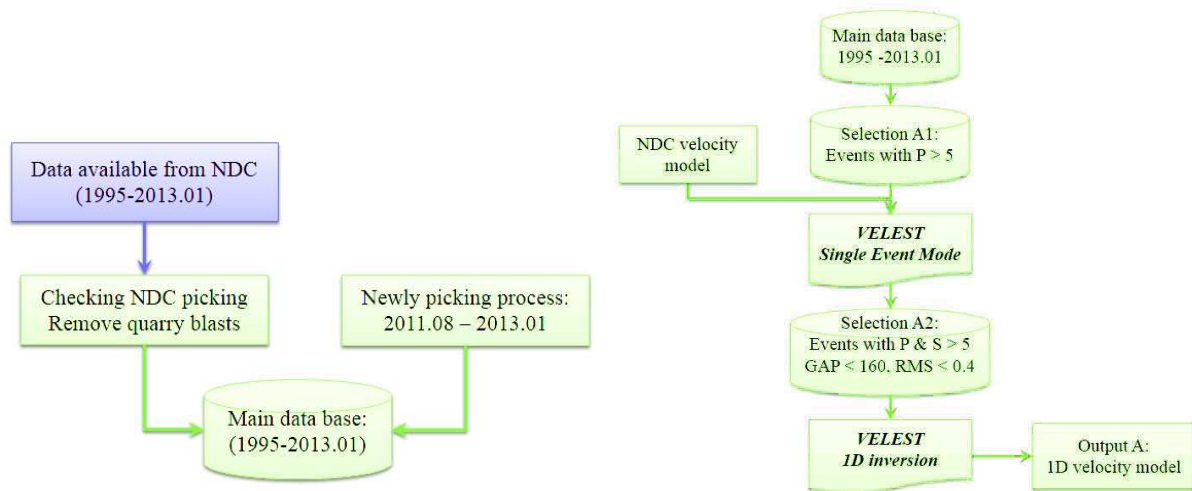 Data available from NDC
(1995-2013.01)
Checking NDC picking
Remove quarry blasts
Newly picking process:
2011.08 – 2013.01
Main data base:
(1995-2013.01)
Main data base:
1995 -2013.01
Selection A1:
Events with P > 5
NDC velocity
model
VELEST
Single Event Mode
Selection A2:
Events with P & S > 5
GAP < 160, RMS < 0.4
VELEST
1D inversion
Output A:
1D velocity model